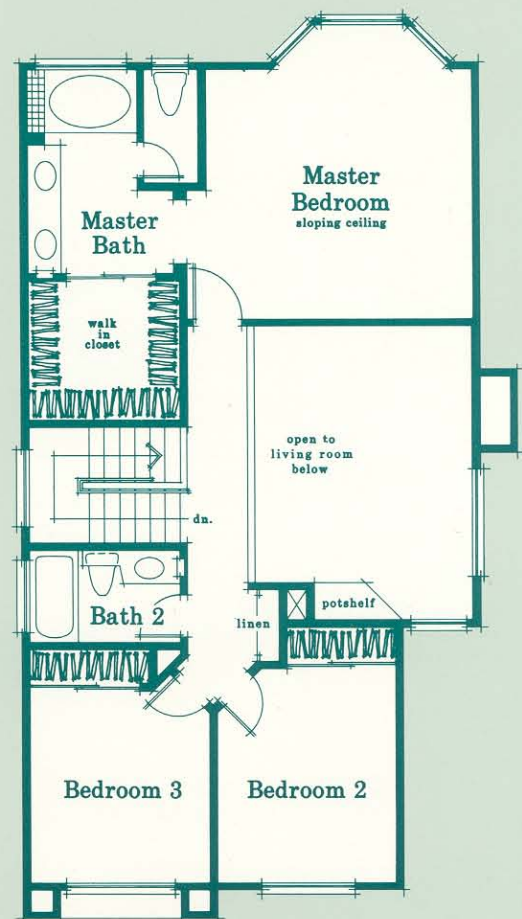 Master
Bedroom
sloping ceiling
Master
Bath
walk
in
closet
open to
living room
below
dn.
Bath 2
linen
potshelf
Bedroom 3
Bedroom 2